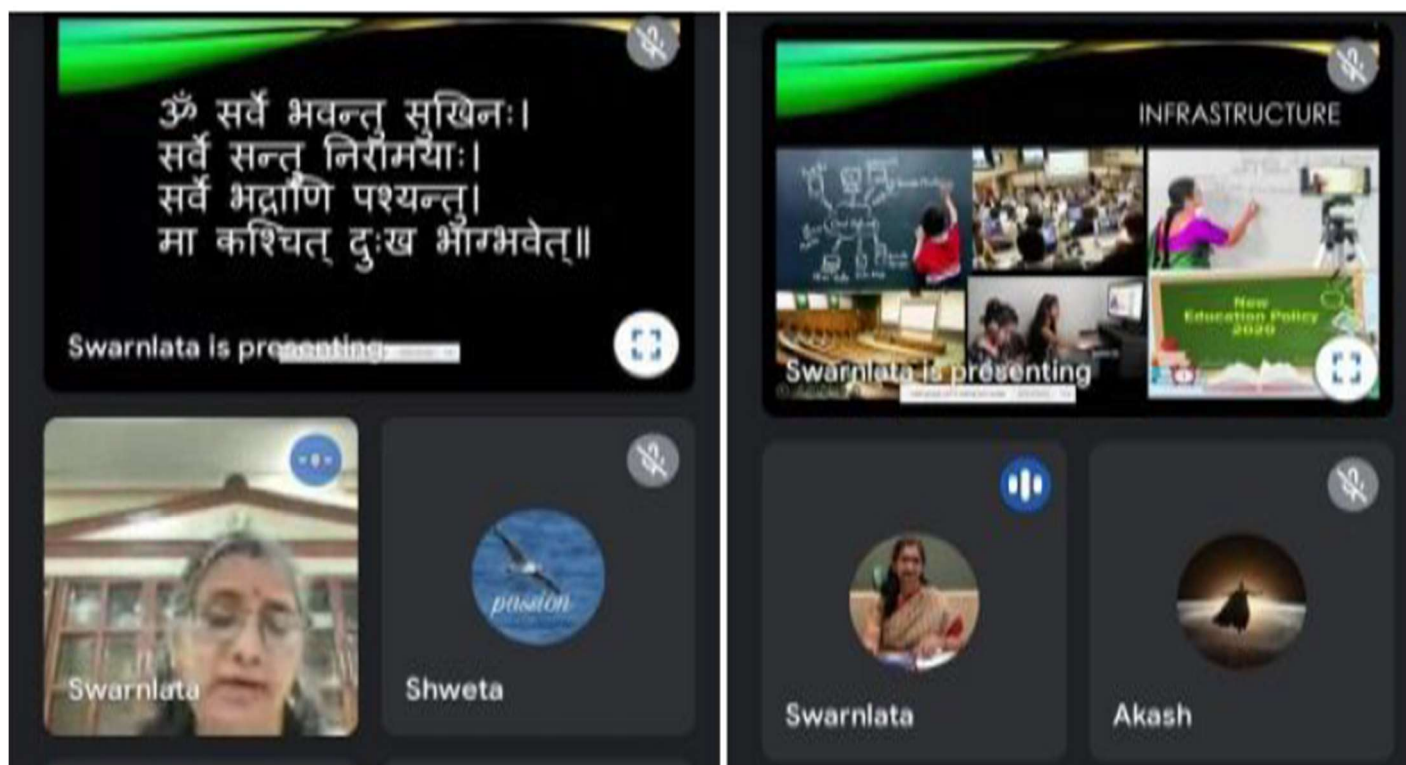 ॐ सर्वे भवन्तु सुखिनः।
सर्वे सन्तु निरामयाः।
सर्वे भद्राणि पश्यन्तु।
मा कश्चित् दुःख भाग्भवेत्॥
Swarnlata is presenting
Swarnlata
passion
Shweta
INFRASTRUCTURE
New
Education Policy
2020
Swarnlata is presenting
Swarnlata
Akash